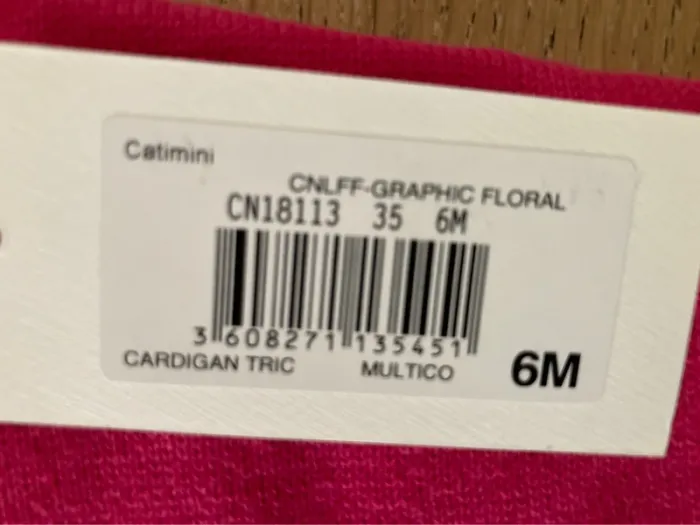 Catimini
CNLFF-GRAPHIC FLORAL
CN18113 35 6M
3 608271 135451
CARDIGAN TRIC MULTICO 6M